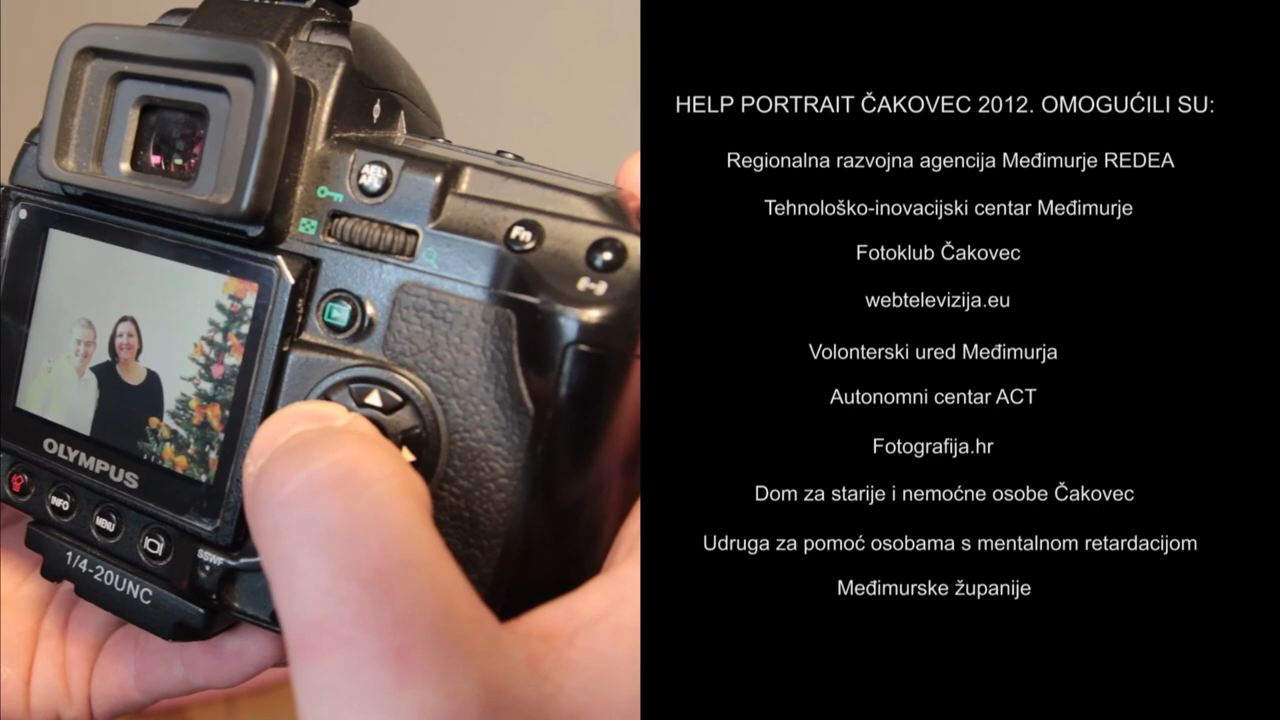 AEL
AFL
Fn
OLYMPUS
INFO
MENU
SSWF
1/4-20UNC
HELP PORTRAIT ČAKOVEC 2012. OMOGUĆILI SU:
Regionalna razvojna agencija Međimurje REDEA
Tehnološko-inovacijski centar Međimurje
Fotoklub Čakovec
webtelevizija.eu
Volonterski ured Međimurja
Autonomni centar ACT
Fotografija.hr
Dom za starije i nemoćne osobe Čakovec
Udruga za pomoć osobama s mentalnom retardacijom
Međimurske županije